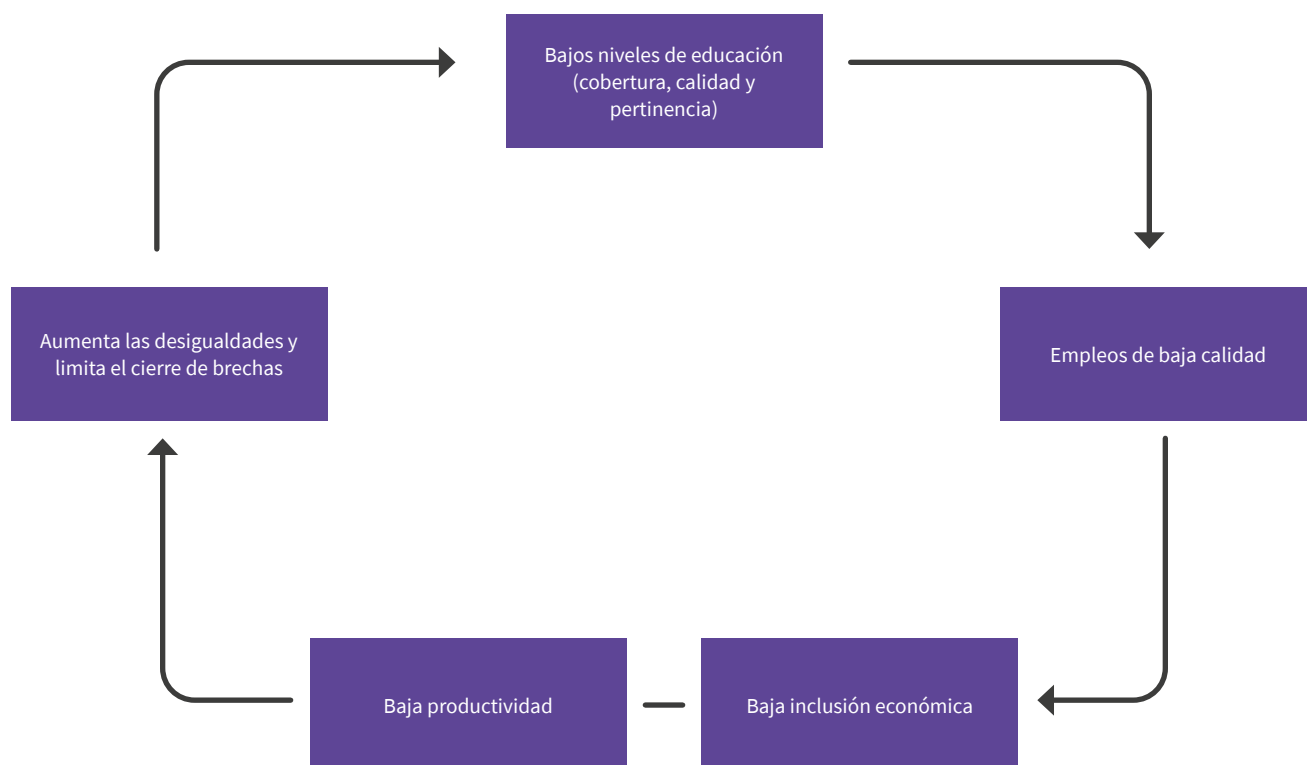 Bajos niveles de educación
(cobertura, calidad y
pertinencia)
Aumenta las desigualdades y
limita el cierre de brechas
Empleos de baja calidad
Baja productividad
Baja inclusión económica